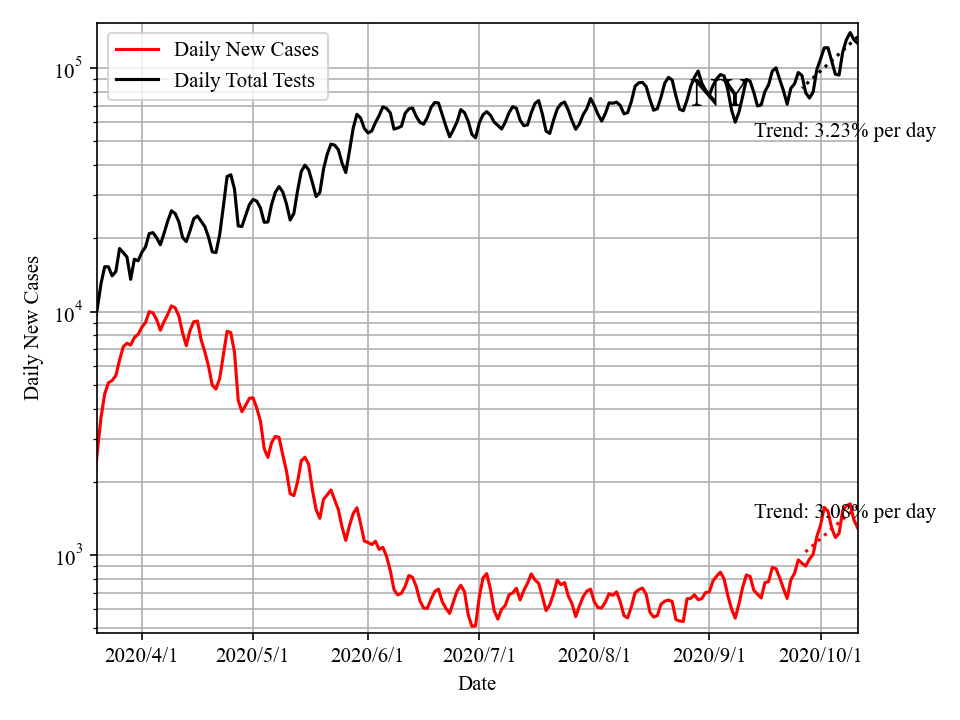 Daily New Cases
Daily Total Tests
NY
Trend: 3.23% per day
Trend: 3.08% per day
10^5
10^4
10^3
Daily New Cases
2020/4/1
2020/5/1
2020/6/1
2020/7/1
2020/8/1
2020/9/1
2020/10/1
Date